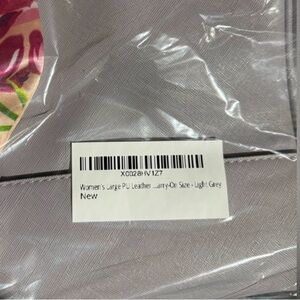 X0028HV1Z7
Women's Large PU Leather Carry-On Size - Light Grey
New